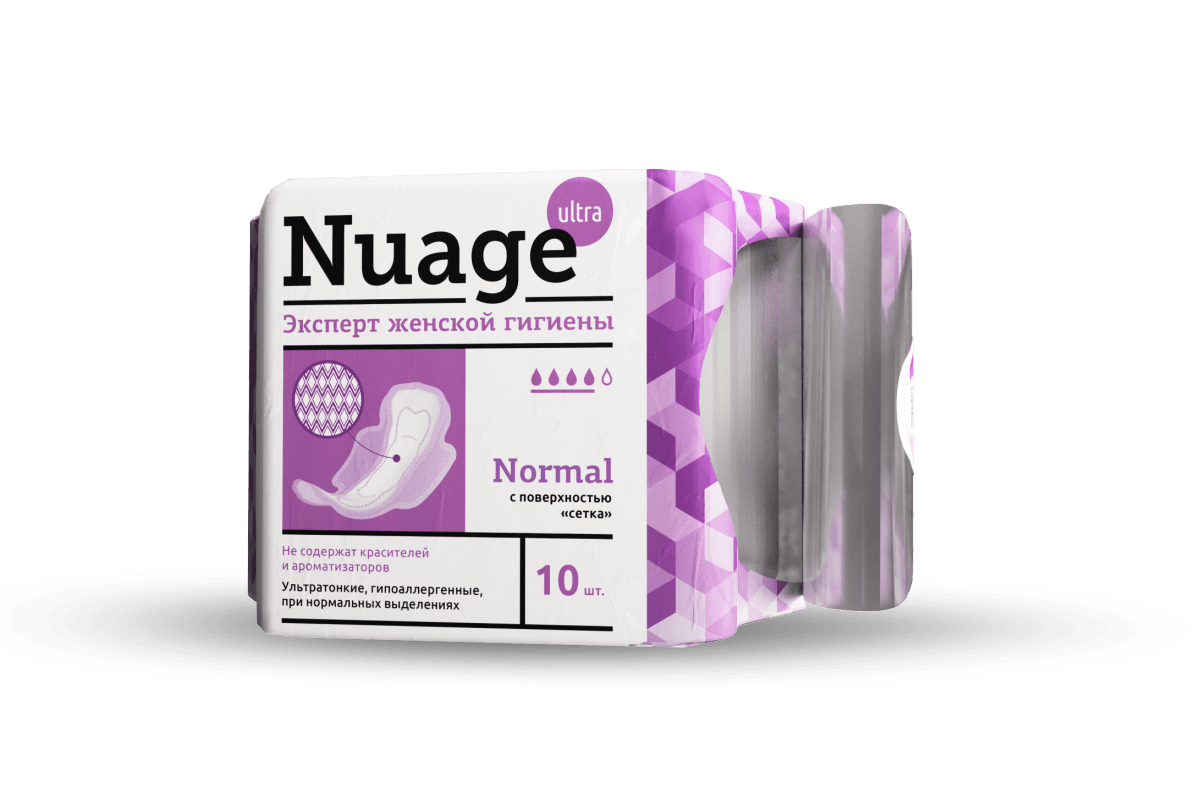 ultra
Nuage
Эксперт женской гигиены
Normal
с поверхностью
«сетка»
Не содержат красителей
и ароматизаторов
Ультратонкие, гипоаллергенные,
при нормальных выделениях
10 шт.